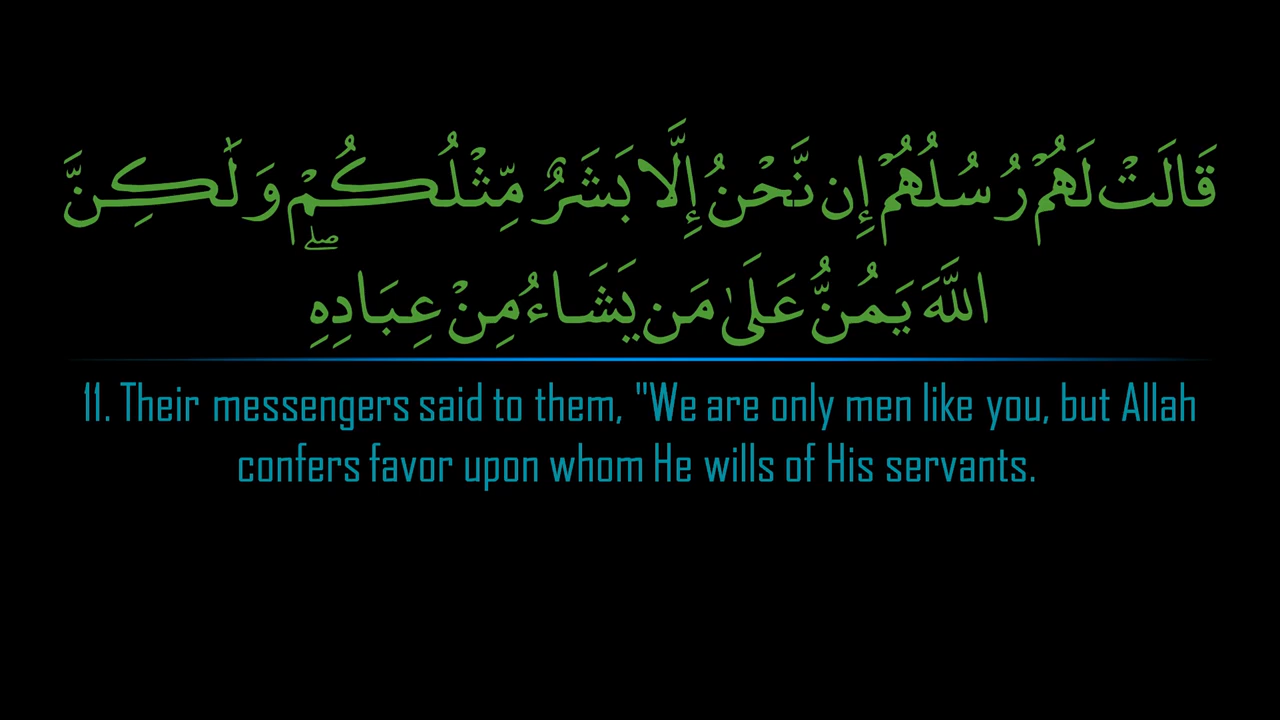 قَالَتْ لَهُمْ رُسُلُهُمْ إِن نَّحْنُ إِلَّا بَشَرٌ مِّثْلُكُمْ وَلَٰكِنَّ
اللَّهَ يَمُنُّ عَلَىٰ مَن يَشَاءُ مِنْ عِبَادِهِ ۖ
11. Their messengers said to them, "We are only men like you, but Allah
confers favor upon whom He wills of His servants.